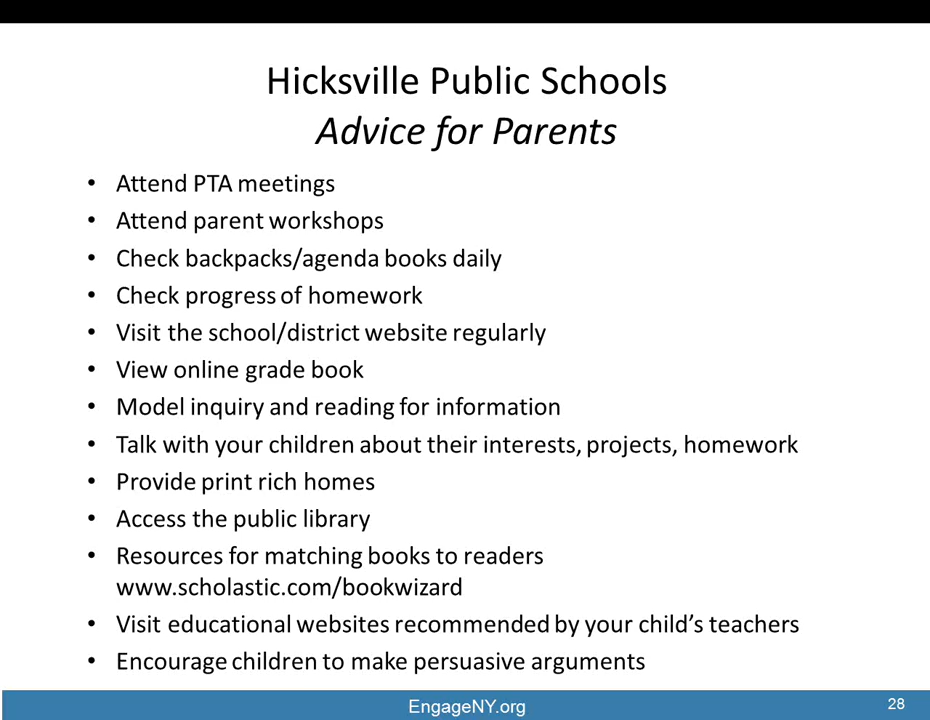 Hicksville Public Schools
Advice for Parents
• Attend PTA meetings
• Attend parent workshops
• Check backpacks/agenda books daily
• Check progress of homework
• Visit the school/district website regularly
• View online grade book
• Model inquiry and reading for information
• Talk with your children about their interests, projects, homework
• Provide print rich homes
• Access the public library
• Resources for matching books to readers
www.scholastic.com/bookwizard
• Visit educational websites recommended by your child’s teachers
• Encourage children to make persuasive arguments
EngageNY.org
28